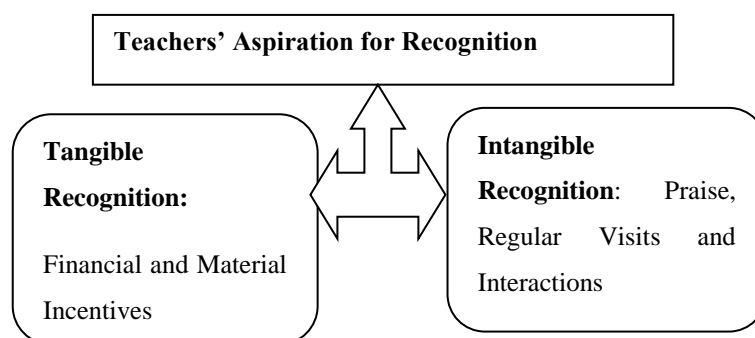 Teachers’ Aspiration for Recognition
Tangible
Recognition:
Financial and Material
Incentives
Intangible
Recognition: Praise,
Regular Visits and
Interactions